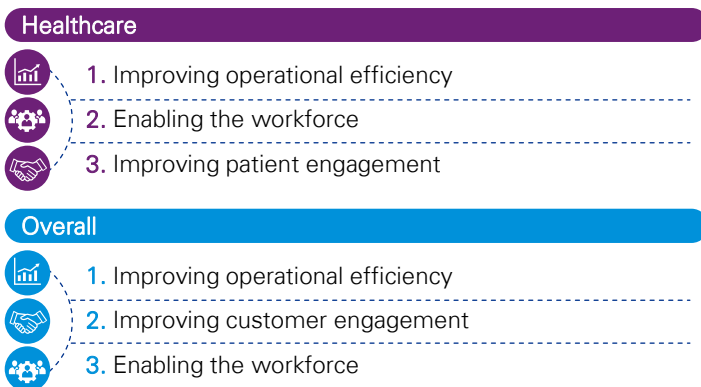 Healthcare
1. Improving operational efficiency
2. Enabling the workforce
3. Improving patient engagement
Overall
1. Improving operational efficiency
2. Improving customer engagement
3. Enabling the workforce